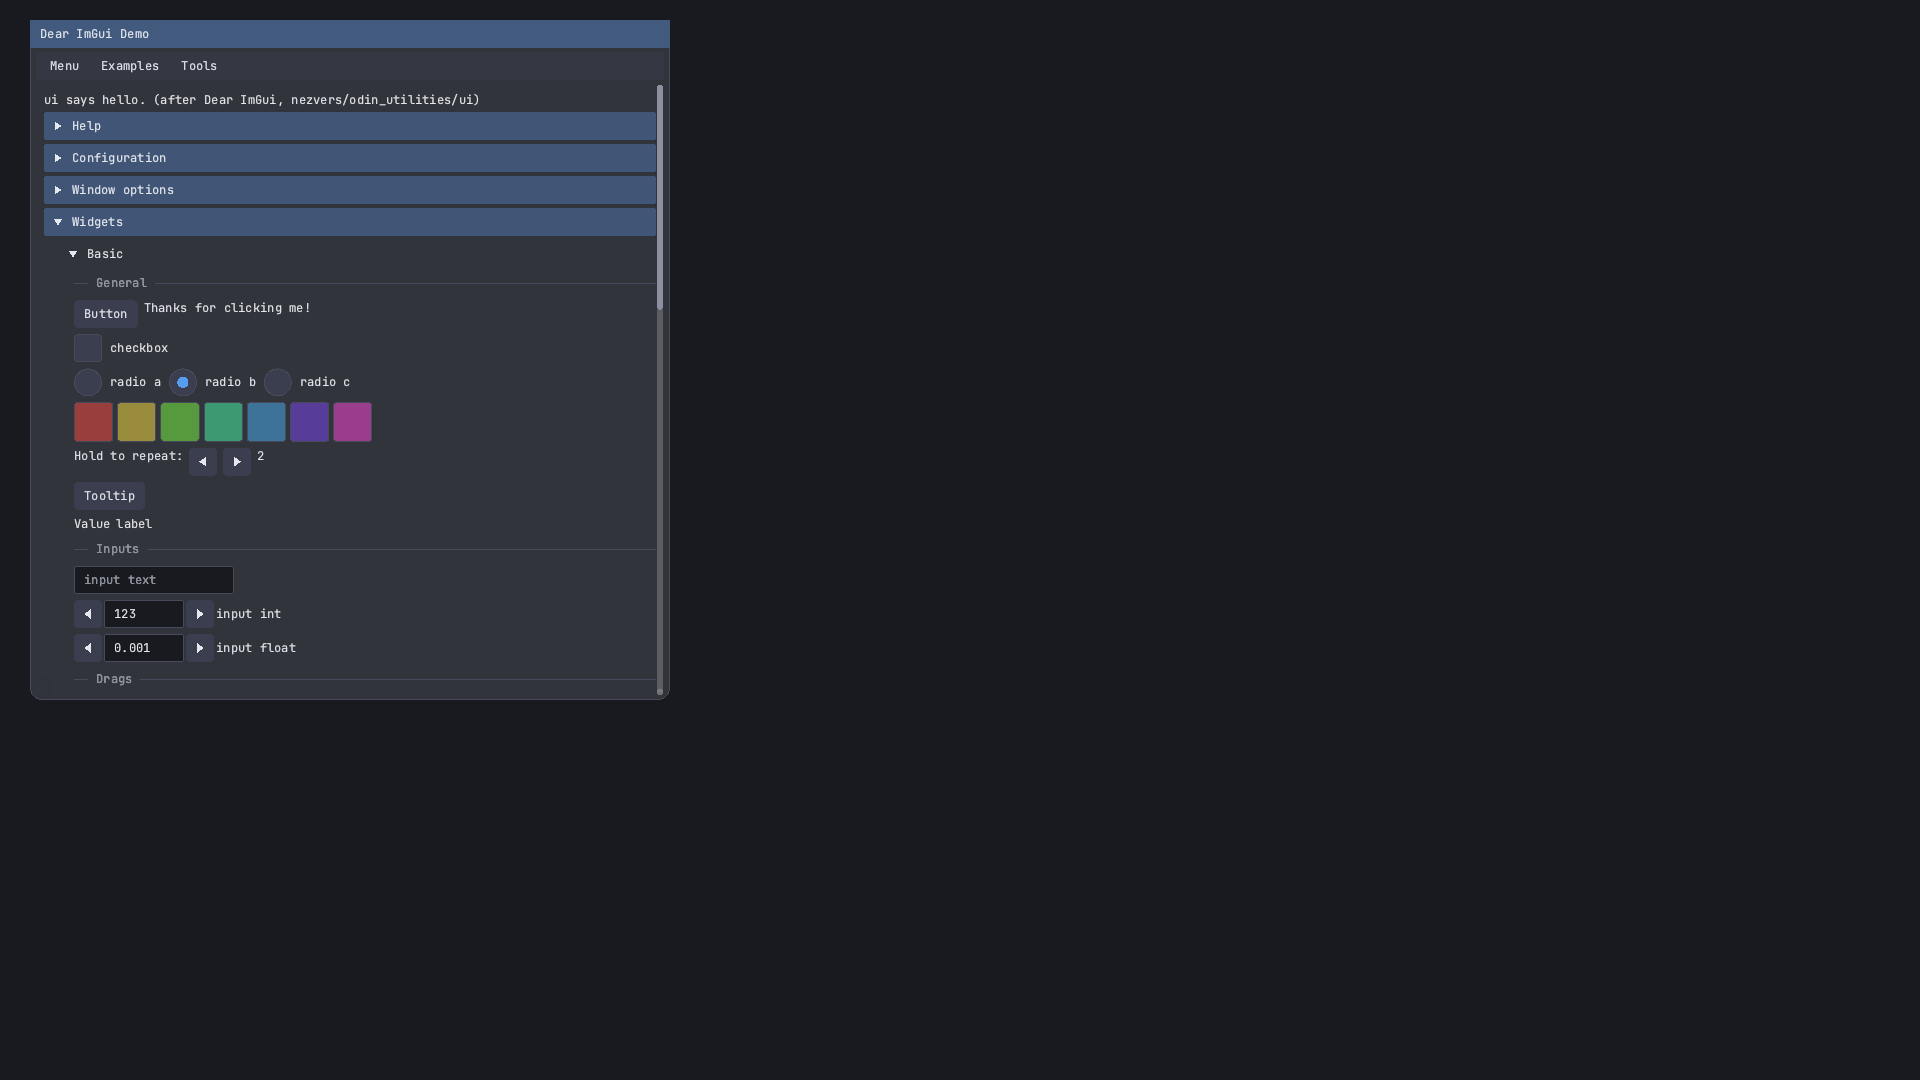 Dear ImGui Demo
Menu Examples Tools
ui says hello. (after Dear ImGui, nezvers/odin_utilities/ui)
Help
Configuration
Window options
Widgets
Basic
General
Button Thanks for clicking me!
checkbox
radio a radio b radio c
Hold to repeat: 2
Tooltip
Value label
Inputs
input text
123 input int
0.001 input float
Drags